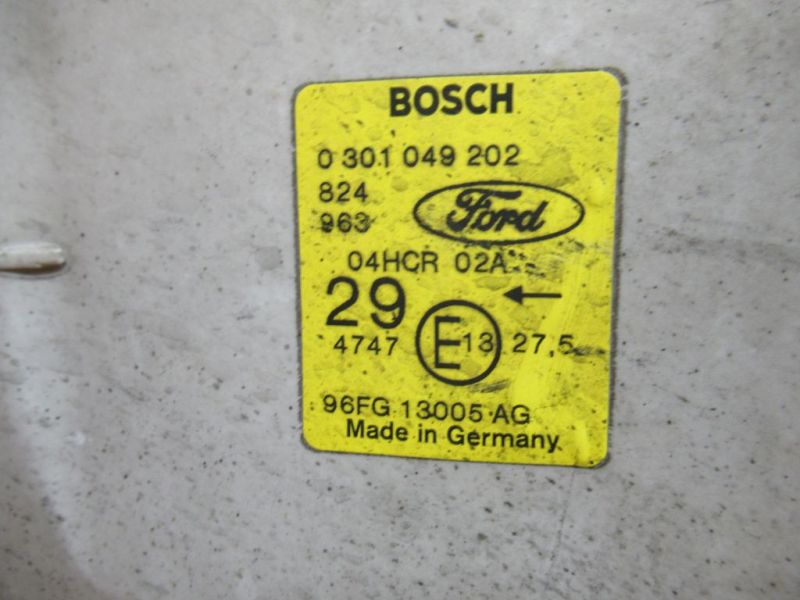 BOSCH
0 301 049 202
824
963
Ford
04HCR 02A
29 ←
4747 E13 27,5
96FG 13005 AG
Made in Germany